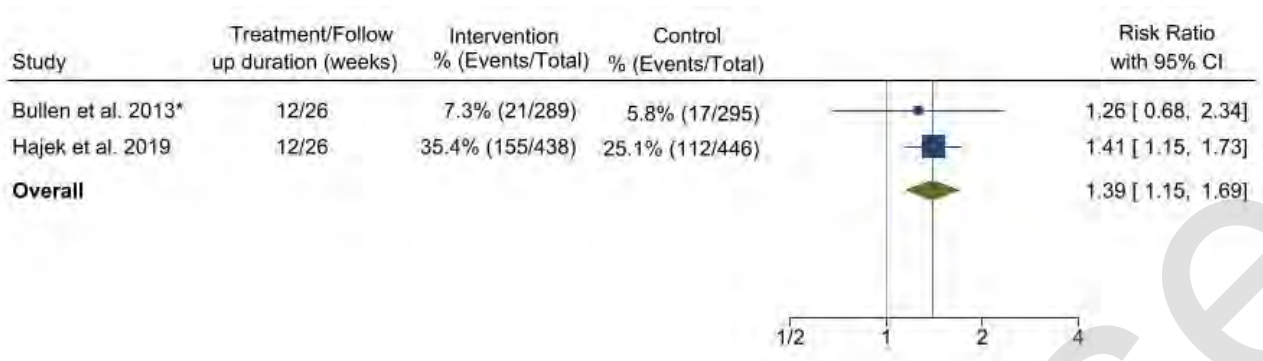 Study Treatment/Follow up duration (weeks) Intervention % (Events/Total) Control % (Events/Total) Risk Ratio with 95% CI
Bullen et al. 2013* 12/26 7.3% (21/289) 5.8% (17/295) 1.26 [ 0.68, 2.34]
Hajek et al. 2019 12/26 35.4% (155/438) 25.1% (112/446) 1.41 [ 1.15, 1.73]
Overall 1.39 [ 1.15, 1.69]
1/2 1 2 4